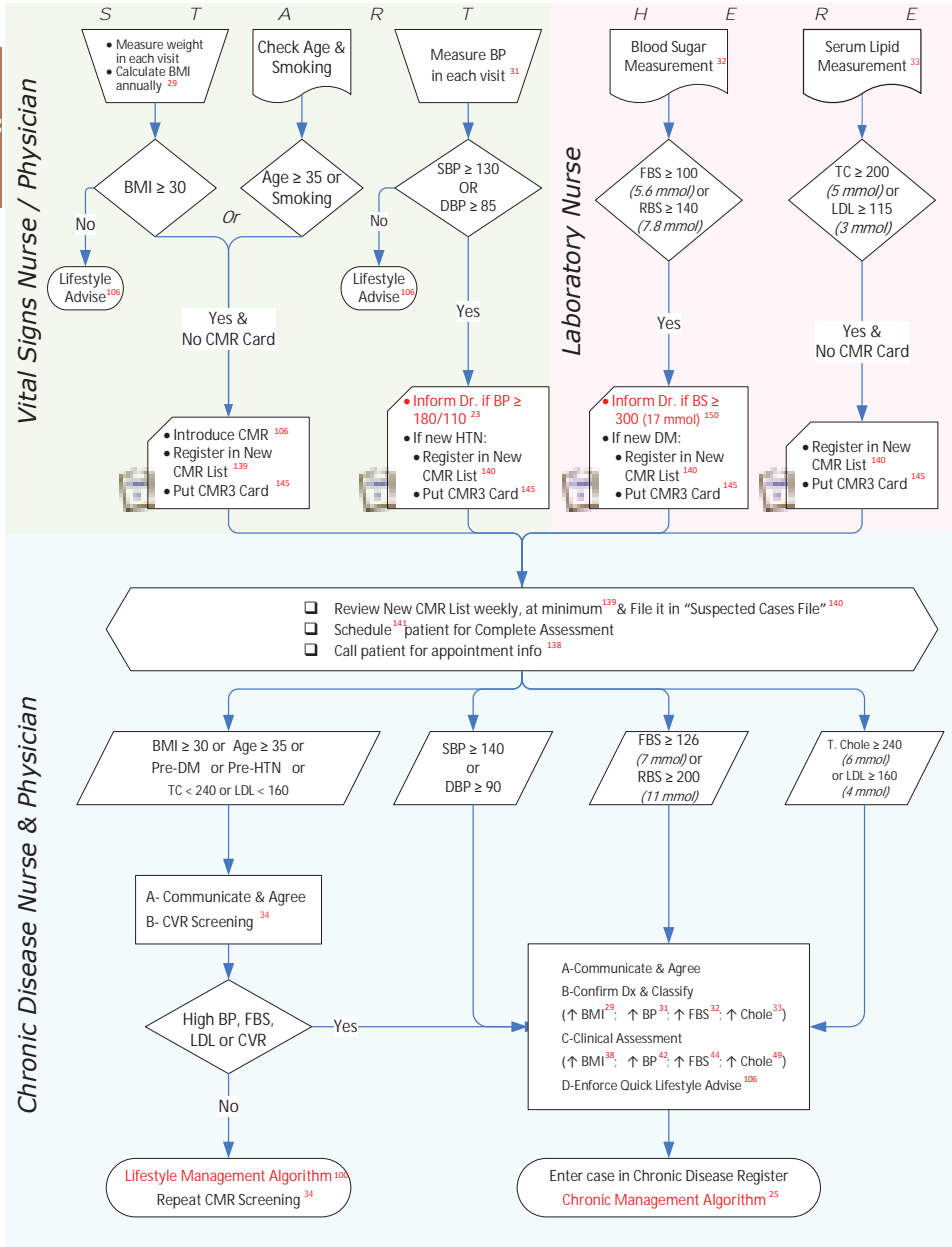 S T A R T H E R E
Vital Signs Nurse / Physician
• Measure weight
in each visit
• Calculate BMI
annually 29
Check Age &
Smoking
Measure BP
in each visit 31
BMI ≥ 30
Age ≥ 35 or
Smoking
SBP ≥ 130
OR
DBP ≥ 85
Or
No
No
Lifestyle
Advise 106
Lifestyle
Advise 106
Yes &
No CMR Card
Yes
• Introduce CMR 106
• Register in New
CMR List 139
• Put CMR3 Card 145
• Inform Dr. if BP ≥
180/110 23
• If new HTN:
• Register in New
CMR List 140
• Put CMR3 Card 145
Laboratory Nurse
Blood Sugar
Measurement 32
Serum Lipid
Measurement 33
FBS ≥ 100
(5.6 mmol) or
RBS ≥ 140
(7.8 mmol)
TC ≥ 200
(5 mmol) or
LDL ≥ 115
(3 mmol)
Yes
Yes &
No CMR Card
• Inform Dr. if BS ≥
300 (17 mmol) 150
• If new DM:
• Register in New
CMR List 140
• Put CMR3 Card 145
• Register in New
CMR List 140
• Put CMR3 Card 145
Chronic Disease Nurse & Physician
❑ Review New CMR List weekly, at minimum 139 & File it in “Suspected Cases File” 140
❑ Schedule 141 patient for Complete Assessment
❑ Call patient for appointment info 138
BMI ≥ 30 or Age ≥ 35 or
Pre-DM or Pre-HTN or
TC < 240 or LDL < 160
SBP ≥ 140
or
DBP ≥ 90
FBS ≥ 126
(7 mmol) or
RBS ≥ 200
(11 mmol)
T. Chole ≥ 240
(6 mmol)
or LDL ≥ 160
(4 mmol)
A- Communicate & Agree
B- CVR Screening 34
High BP, FBS,
LDL or CVR
Yes
No
A-Communicate & Agree
B-Confirm Dx & Classify
(↑ BMI 29; ↑ BP 31; ↑ FBS 32; ↑ Chole 33)
C-Clinical Assessment
(↑ BMI 38; ↑ BP 42; ↑ FBS 44; ↑ Chole 49)
D-Enforce Quick Lifestyle Advise 106
Lifestyle Management Algorithm 100
Repeat CMR Screening 34
Enter case in Chronic Disease Register
Chronic Management Algorithm 25